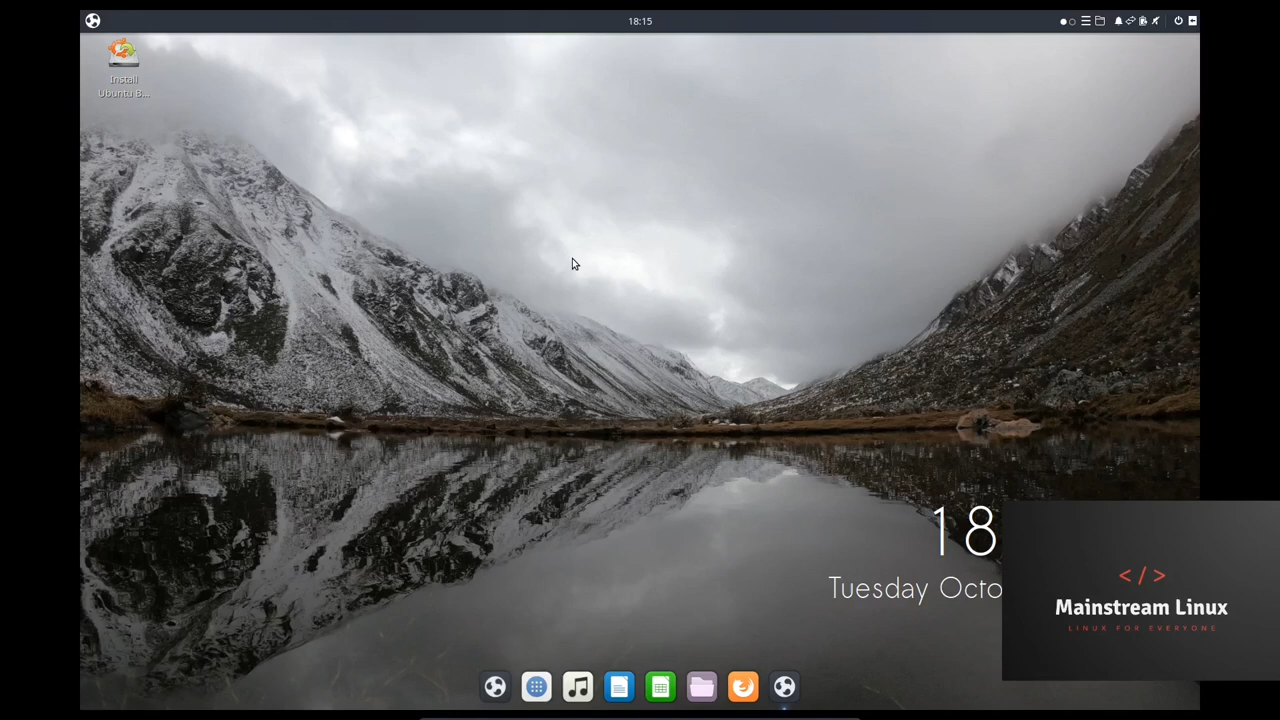 18:15
Install
Ubuntu B...
18
Tuesday Octo
</>
Mainstream Linux
LINUX FOR EVERYONE